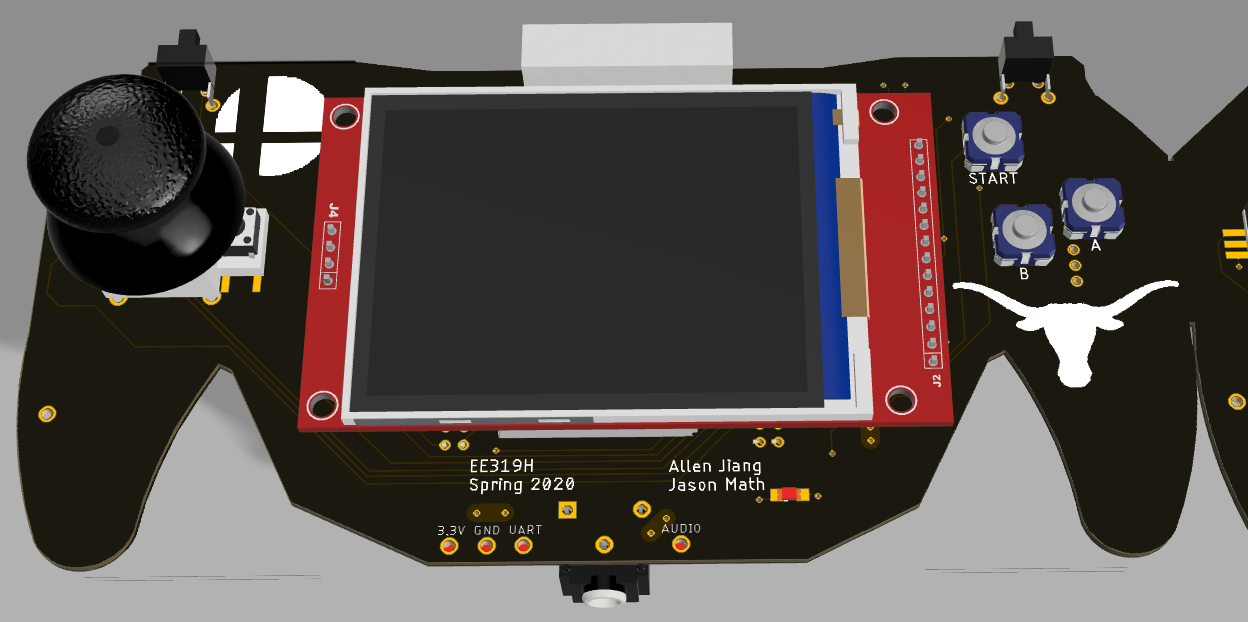 J4
START
A
B
J2
EE319H
Spring 2020
Allen Jiang
Jason Math
3.3V GND UART
AUDIO